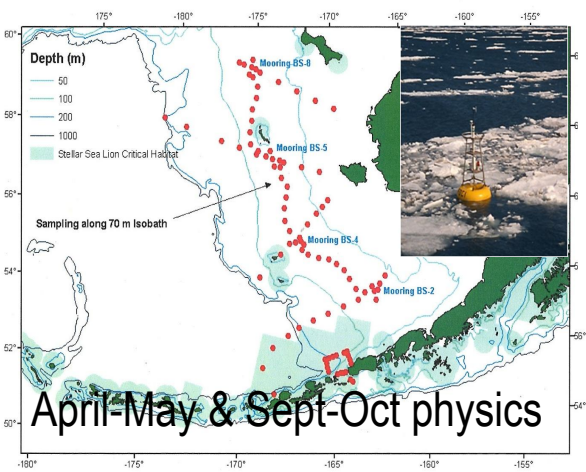 175° -180° -175° -170° -165° -160° -155°
60°
Depth (m)
50
100
200
1000
Stellar Sea Lion Critical Habitat
Mooring BS-8
58°
Mooring BS-5
56°
Sampling along 70 m Isobath
Mooring BS-4
54°
Mooring BS-2
56°
52°
April-May & Sept-Oct physics
54°
50°
-180° -175° -170° -165° -160° -155°